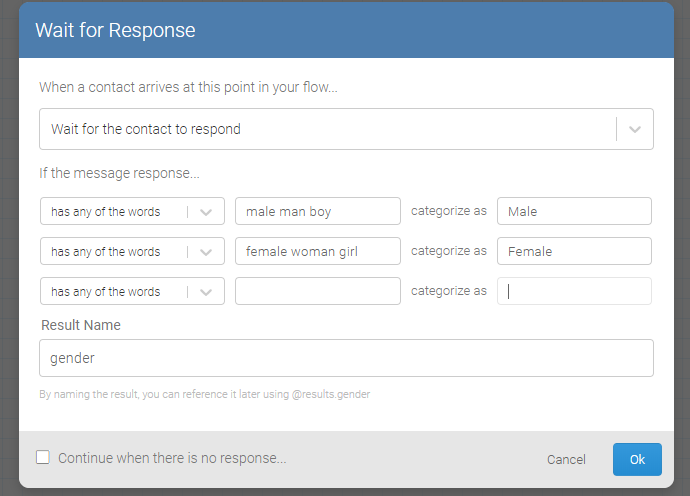 Wait for Response
When a contact arrives at this point in your flow...
Wait for the contact to respond
If the message response...
has any of the words male man boy categorize as Male
has any of the words female woman girl categorize as Female
has any of the words categorize as
Result Name
gender
By naming the result, you can reference it later using @results.gender
Continue when there is no response... Cancel Ok